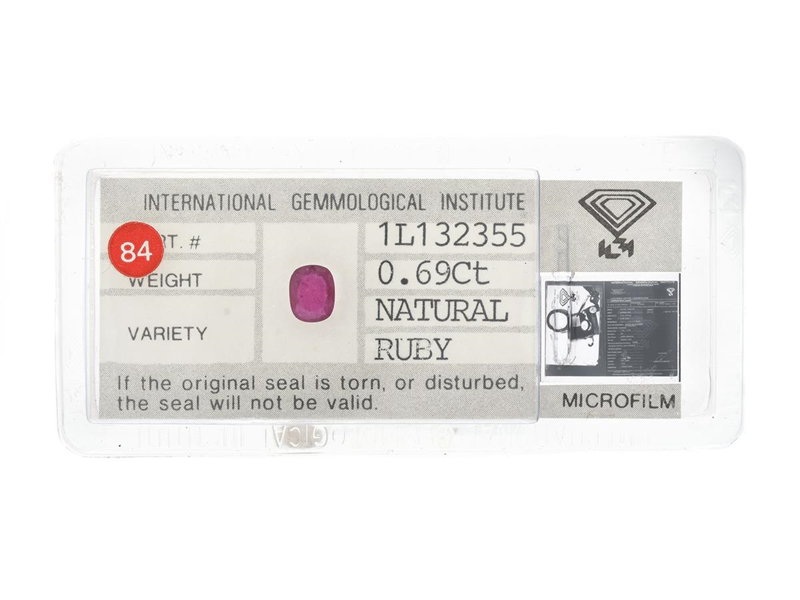 INTERNATIONAL GEMMOLOGICAL INSTITUTE
84 RT. # 1L132355
WEIGHT 0.69Ct
VARIETY NATURAL
RUBY
If the original seal is torn, or disturbed,
the seal will not be valid.
MICROFILM